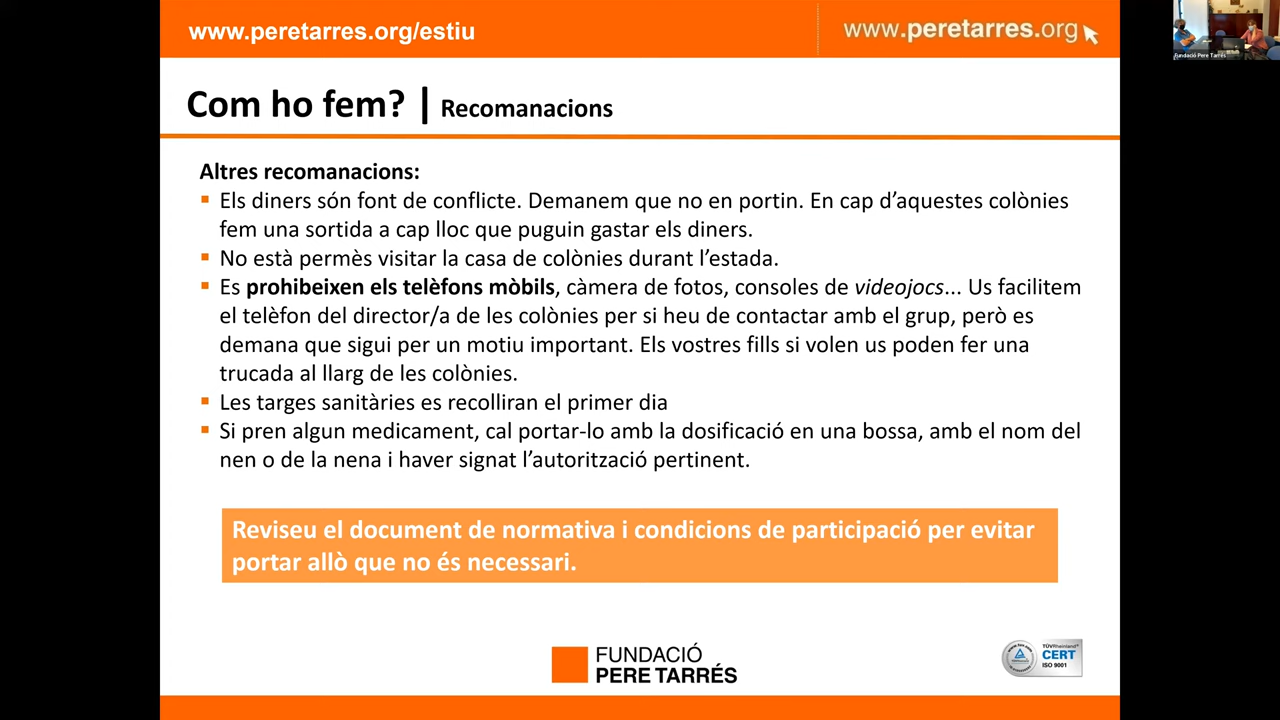 www.peretarres.org/estiu
www.peretarres.org
Fundació Pere Tarrés
Com ho fem? | Recomanacions
Altres recomanacions:
▪ Els diners són font de conflicte. Demanem que no en portin. En cap d’aquestes colònies
fem una sortida a cap lloc que puguin gastar els diners.
▪ No està permès visitar la casa de colònies durant l’estada.
▪ Es prohibeixen els telèfons mòbils, càmera de fotos, consoles de videojocs... Us facilitem
el telèfon del director/a de les colònies per si heu de contactar amb el grup, però es
demana que sigui per un motiu important. Els vostres fills si volen us poden fer una
trucada al llarg de les colònies.
▪ Les targes sanitàries es recolliran el primer dia
▪ Si pren algun medicament, cal portar-lo amb la dosificació en una bossa, amb el nom del
nen o de la nena i haver signat l’autorització pertinent.
Reviseu el document de normativa i condicions de participació per evitar
portar allò que no és necessari.
FUNDACIÓ
PERE TARRÉS
TÜVRheinland
CERT
ISO 9001